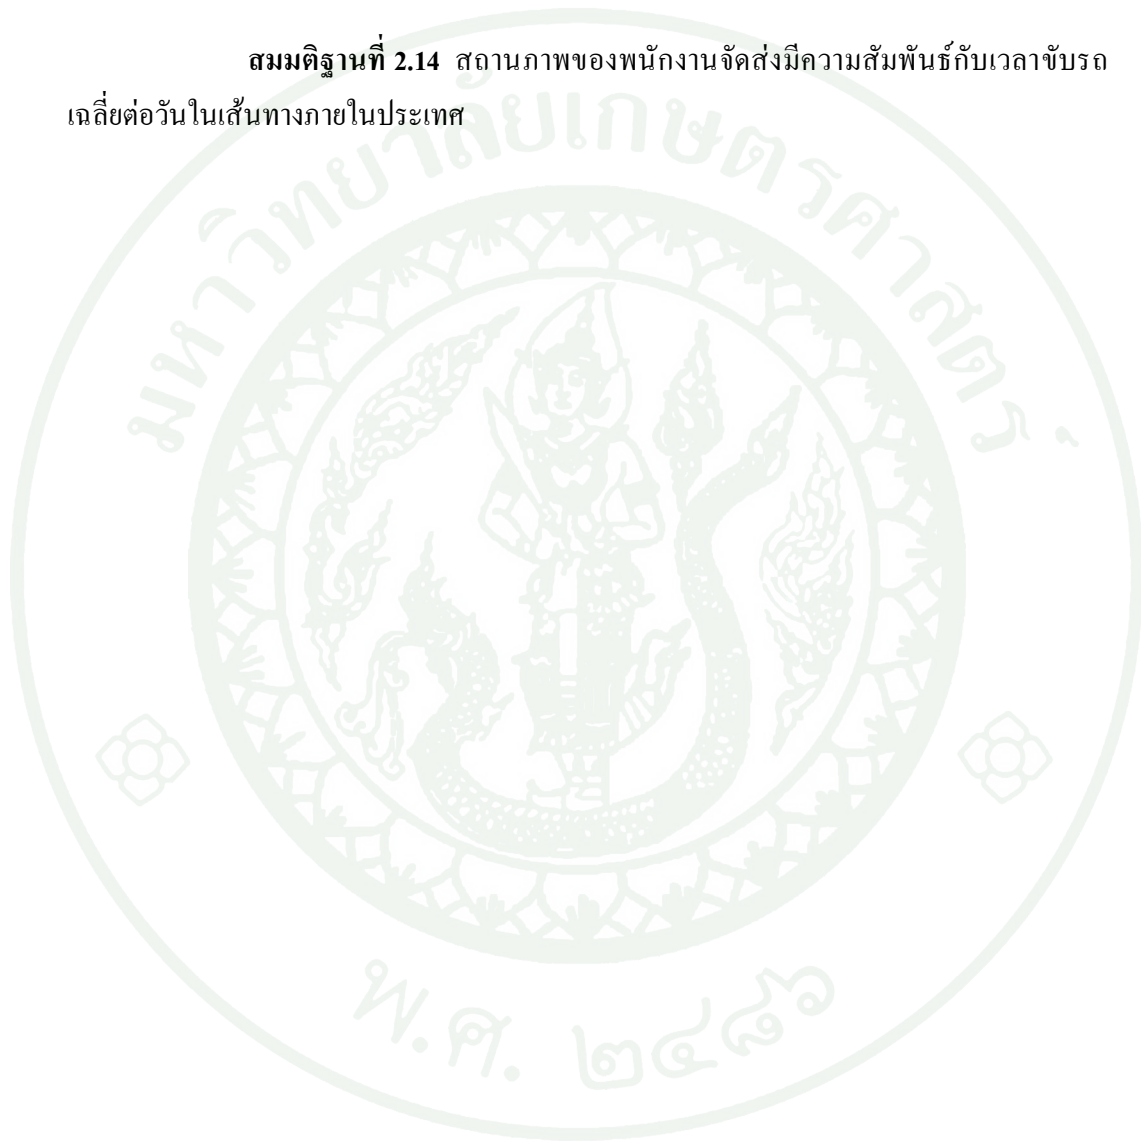 สมมติฐานที่ 2.14 สถานภาพของพนักงานจัดส่งมีความสัมพันธ์กับเวลาขับรถ
เฉลี่ยต่อวันในเส้นทางภายในประเทศ
มหาวิทยาลัยเกษตรศาสตร์
พ.ศ. ๒๔๘๖